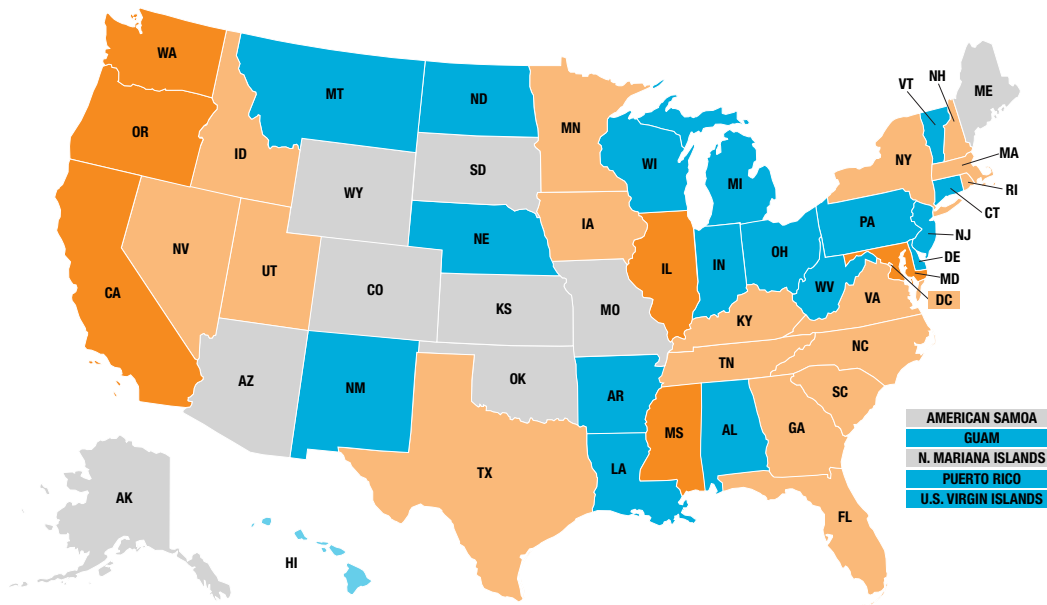 WA
MT
ND
MN
VT
NH
ME
OR
ID
WI
NY
MA
SD
MI
RI
WY
CT
IA
PA
NE
NJ
NV
OH
DE
UT
IL
IN
MD
CA
CO
WV
DC
VA
KS
MO
KY
NC
TN
AZ
OK
NM
AR
SC
AMERICAN SAMOA
MS
AL
GA
GUAM
N. MARIANA ISLANDS
LA
TX
PUERTO RICO
AK
U.S. VIRGIN ISLANDS
FL
HI